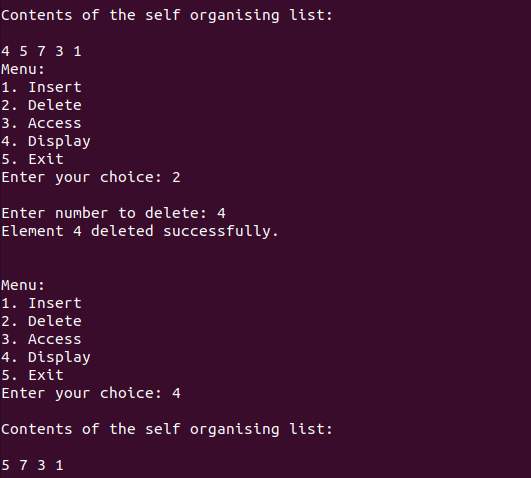 Contents of the self organising list:
4 5 7 3 1
Menu:
1. Insert
2. Delete
3. Access
4. Display
5. Exit
Enter your choice: 2
Enter number to delete: 4
Element 4 deleted successfully.
Menu:
1. Insert
2. Delete
3. Access
4. Display
5. Exit
Enter your choice: 4
Contents of the self organising list:
5 7 3 1